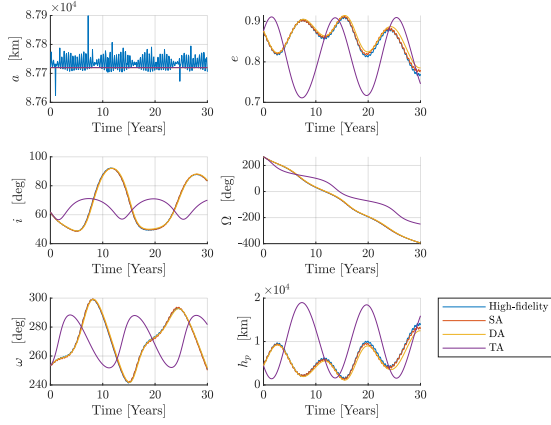 ×10⁴
8.79
8.78
8.77
8.76
a [km]
0 10 20 30
Time [Years]
0.9
0.8
0.7
e
0 10 20 30
Time [Years]
100
80
60
40
i [deg]
0 10 20 30
Time [Years]
200
0
-200
-400
Ω [deg]
0 10 20 30
Time [Years]
300
280
260
240
ω [deg]
0 10 20 30
Time [Years]
×10⁴
2
1
0
h_p [km]
0 10 20 30
Time [Years]
High-fidelity
SA
DA
TA